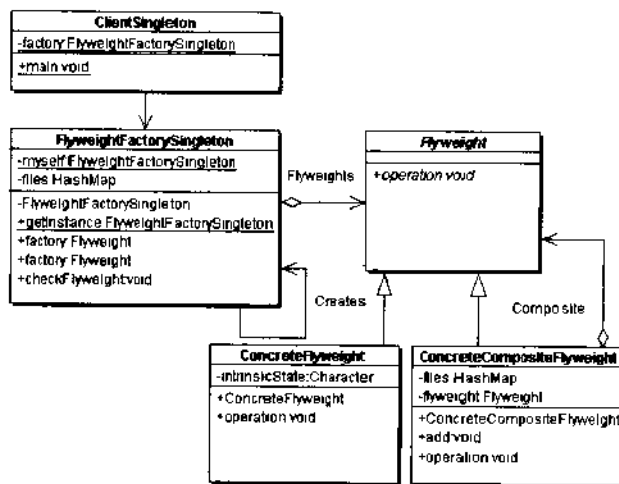 ClientSingleton
-factory:FlyweightFactorySingleton
+main:void
FlyweightFactorySingleton
-myself:FlyweightFactorySingleton
-files:HashMap
-FlyweightFactorySingleton
+getInstance:FlyweightFactorySingleton
+factory:Flyweight
+factory:Flyweight
+checkFlyweight:void
Flyweights
Flyweight
+operation:void
Creates
Composite
ConcreteFlyweight
-intrinsicState:Character
+ConcreteFlyweight
+operation:void
ConcreteCompositeFlyweight
-files:HashMap
-flyweight:Flyweight
+ConcreteCompositeFlyweight
+add:void
+operation:void